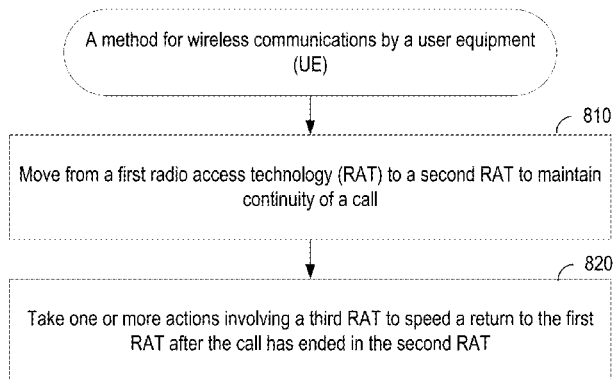 A method for wireless communications by a user equipment
(UE)
810
Move from a first radio access technology (RAT) to a second RAT to maintain
continuity of a call
820
Take one or more actions involving a third RAT to speed a return to the first
RAT after the call has ended in the second RAT